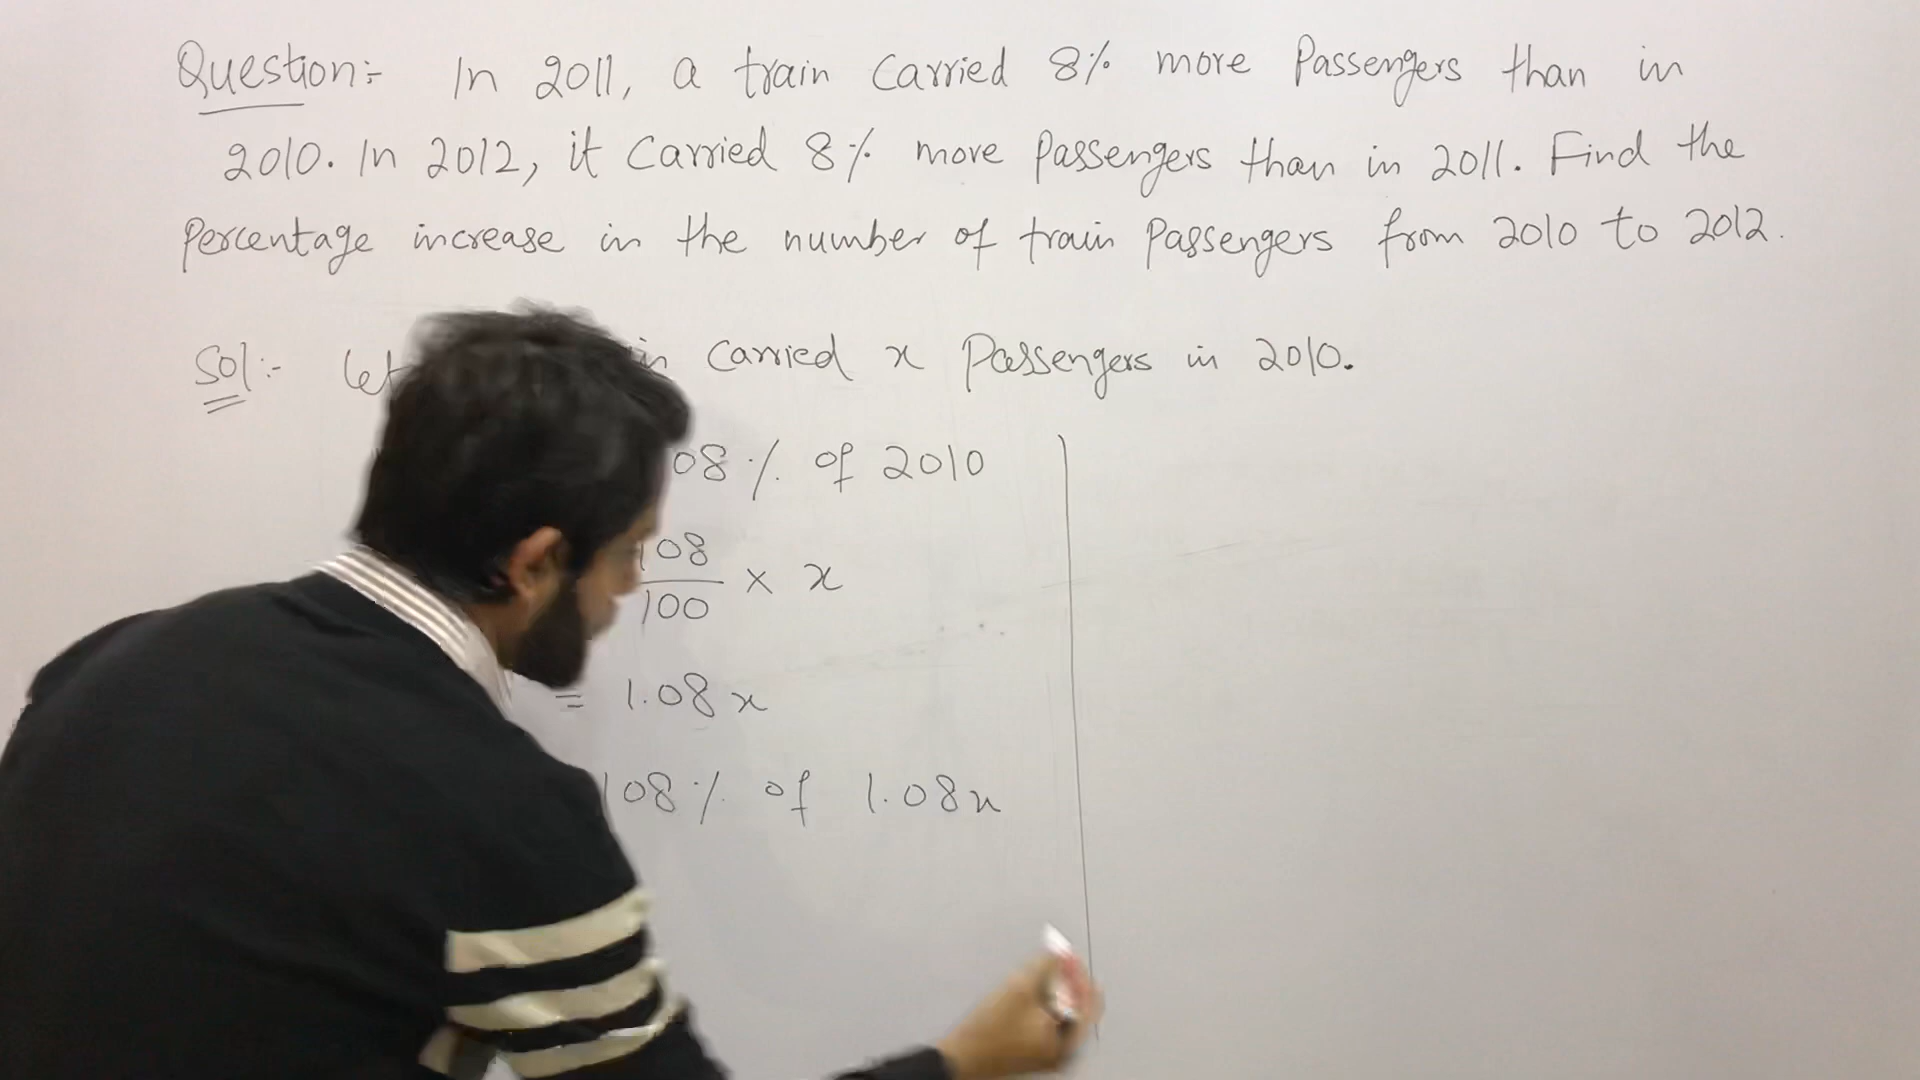 Question:- In 2011, a train carried 8% more Passengers than in
2010. In 2012, it carried 8% more passengers than in 2011. Find the
percentage increase in the number of train passengers from 2010 to 2012.
Sol:- let carried x Passengers in 2010.
08% of 2010
108
100 × x
= 1.08x
108% of 1.08x